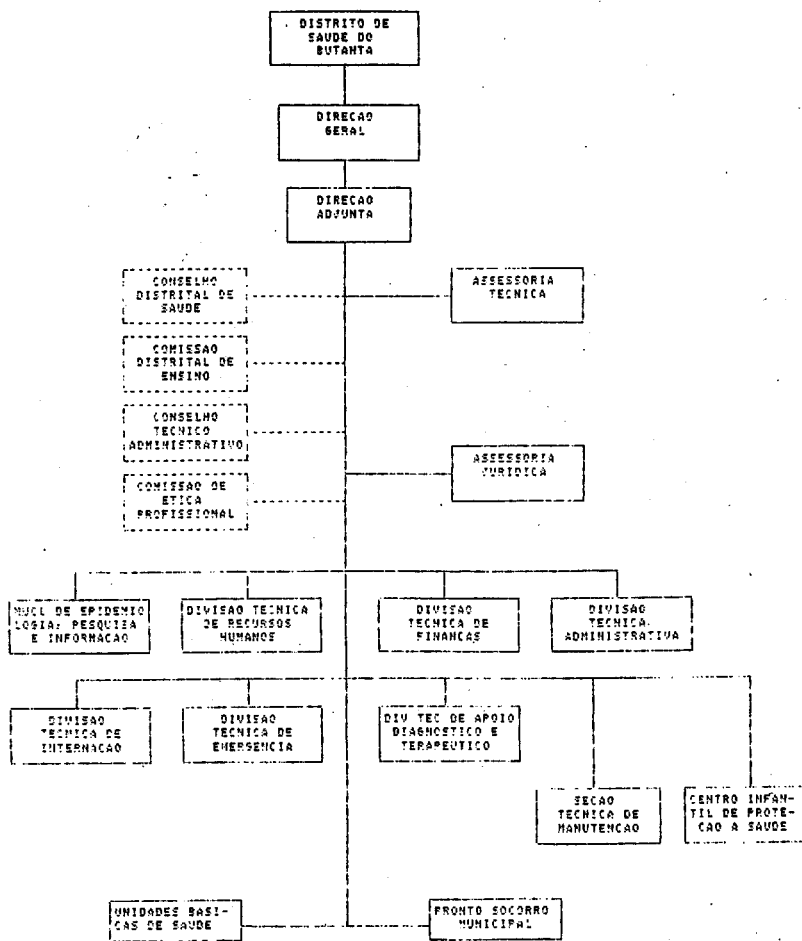 DISTRITO DE
SAUDE DO
BUTANTA
DIRECAO
GERAL
DIRECAO
ADJUNTA
CONSELHO
DISTRITAL DE
SAUDE
ASSESSORIA
TECNICA
COMISSAO
DISTRITAL DE
ENSINO
CONSELHO
TECNICO
ADMINISTRATIVO
ASSESSORIA
JURIDICA
COMISSAO DE
ETICA
PROFISSIONAL
NUCL DE EPIDEMIO
LOGIA, PESQUISA
E INFORMACAO
DIVISAO TECNICA
DE RECURSOS
HUMANOS
DIVISAO
TECNICA DE
FINANCAS
DIVISAO
TECNICA
ADMINISTRATIVA
DIVISAO
TECNICA DE
INTERNACAO
DIVISAO
TECNICA DE
EMERGENCIA
DIV TEC DE APOIO
DIAGNOSTICO E
TERAPEUTICO
SECAO
TECNICA DE
MANUTENCAO
CENTRO INFAN-
TIL DE PROTE-
CAO A SAUDE
UNIDADES BASI-
CAS DE SAUDE
PRONTO SOCORRO
MUNICIPAL